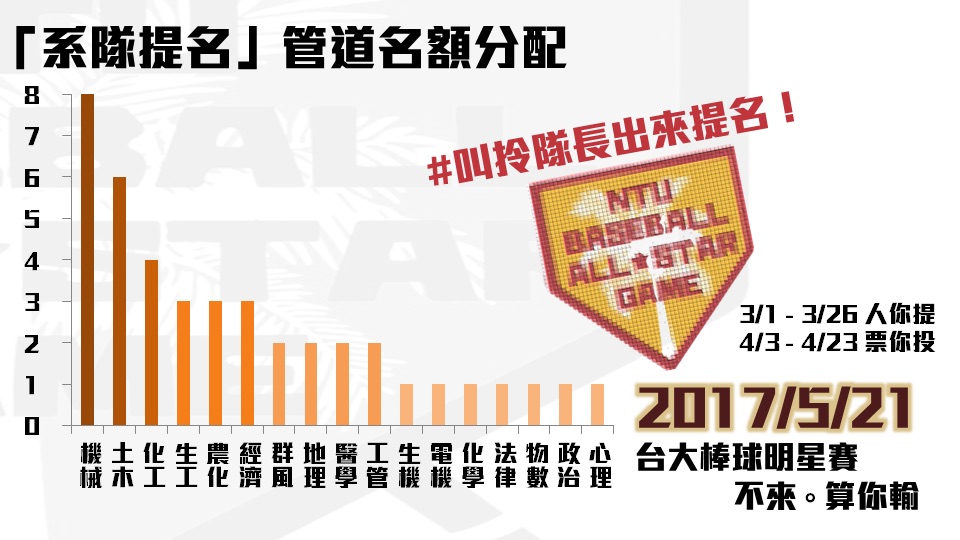 「系隊提名」管道名額分配
8
7
6
5
4
3
2
1
0
機械
土木
化工
生工
農化
經濟
群風
地理
醫學
工管
生機
電機
化學
法律
物數
政治
心理
#叫拎隊長出來提名！
NTU
BASEBALL
ALL★STAR
GAME
3/1 - 3/26 人你提
4/3 - 4/23 票你投
2017/5/21
台大棒球明星賽
不來。算你輸